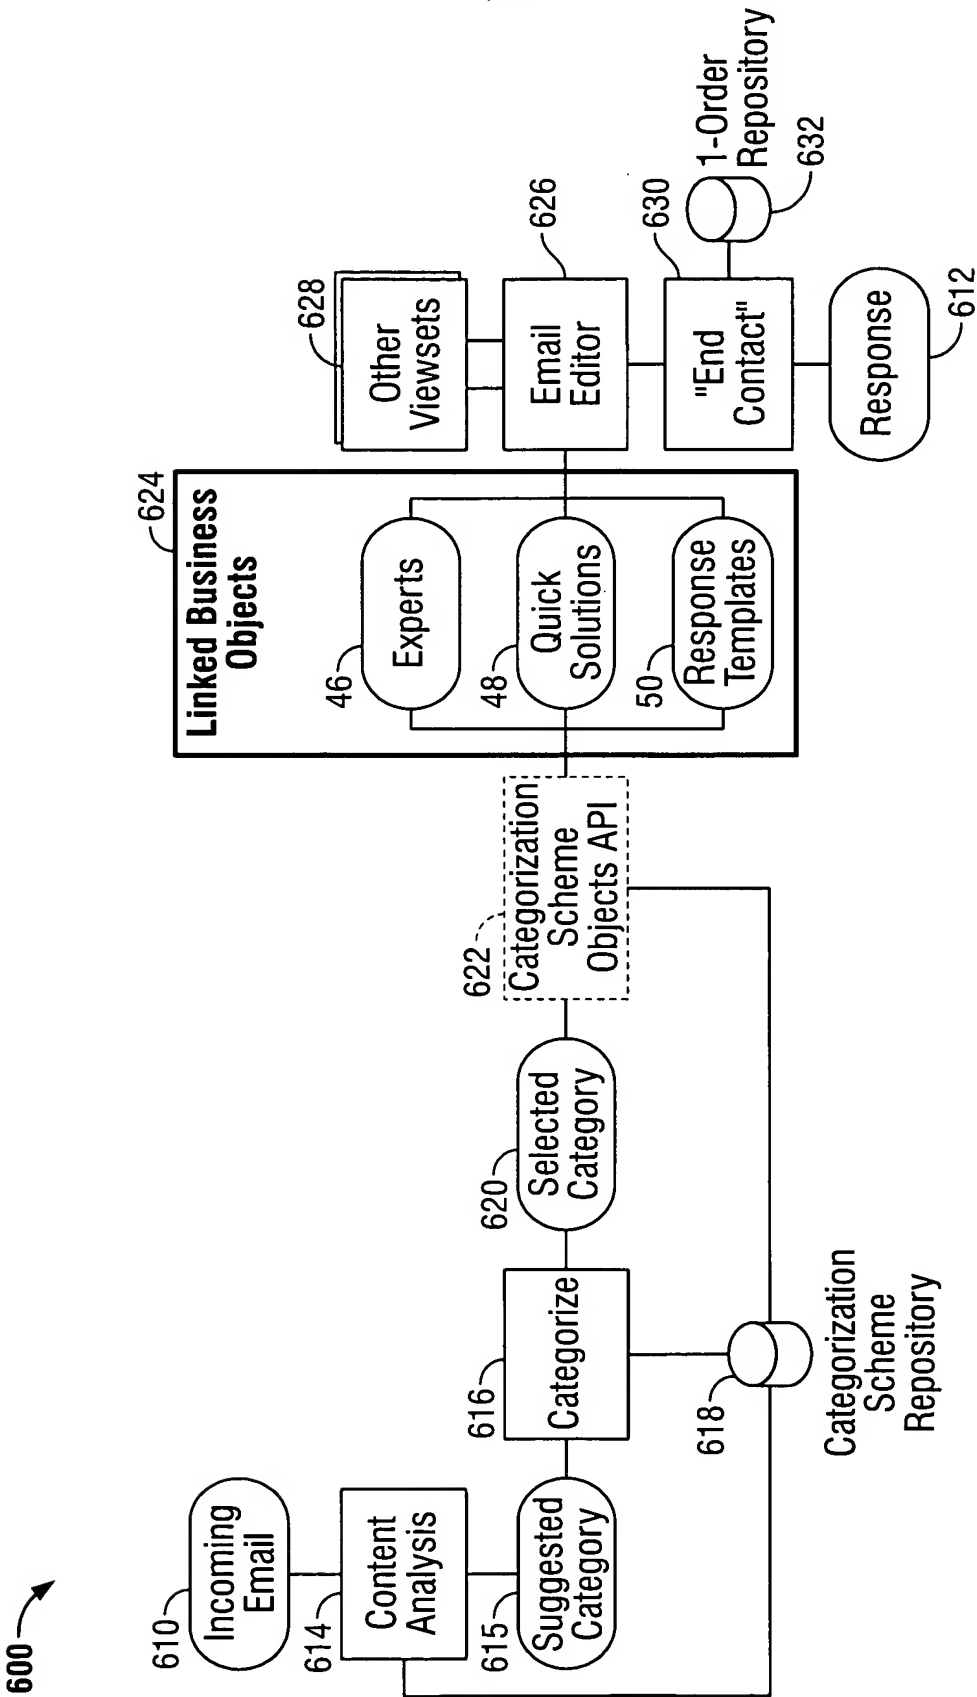 600
610
Incoming
Email
614
Content
Analysis
615
Suggested
Category
616
Categorize
618
Categorization
Scheme
Repository
620
Selected
Category
622
Categorization
Scheme
Objects API
624
Linked Business
Objects
46
Experts
48
Quick
Solutions
50
Response
Templates
628
Other
Viewsets
626
Email
Editor
630
"End
Contact"
1-Order
Repository
632
Response
612